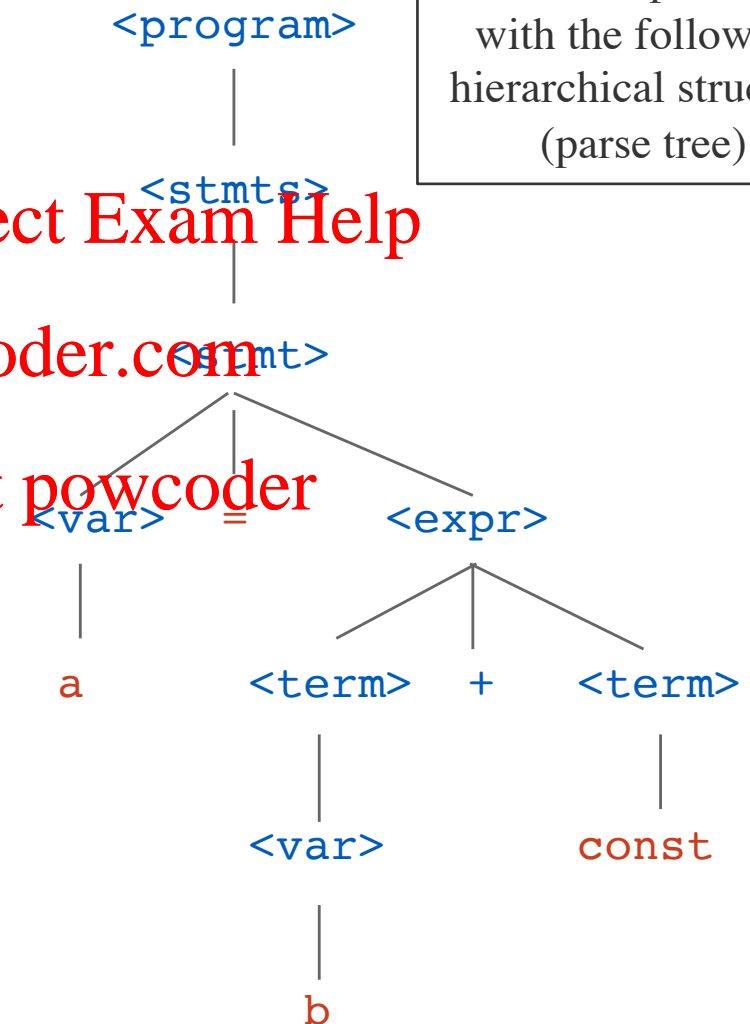 <program>
with the follow
hierarchical struc
(parse tree)
<stmts>
ect Exam Help
<stmt>
oder.com
t powcoder
<var> = <expr>
a <term> + <term>
<var> const
b